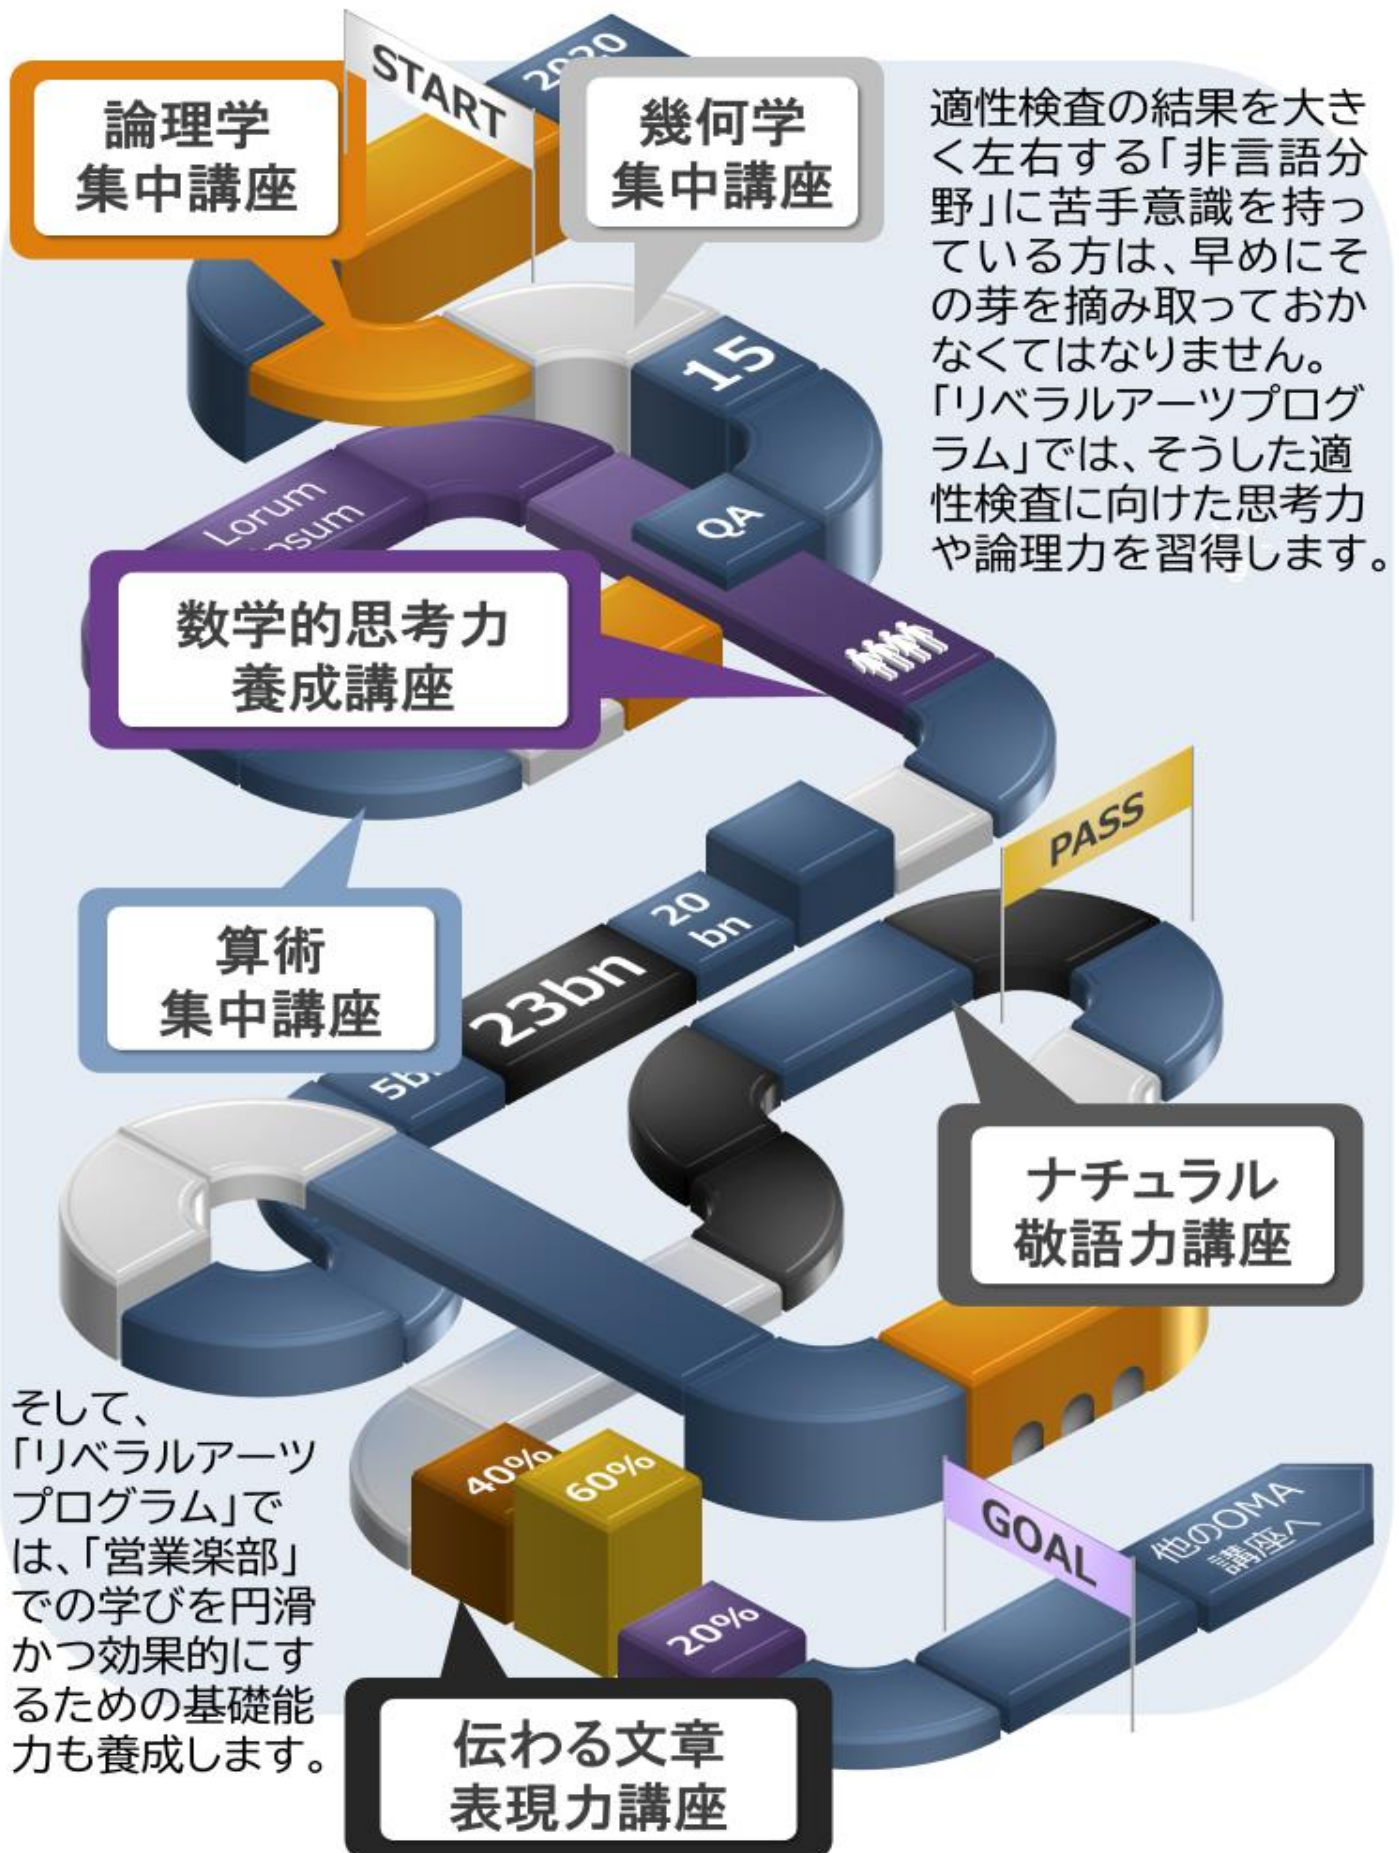 2020
START
論理学
集中講座
幾何学
集中講座
適性検査の結果を大き
く左右する「非言語分
野」に苦手意識を持っ
ている方は、早めにそ
の芽を摘み取っておか
なくてはなりません。
「リベラルアーツプログ
ラム」では、そうした適
性検査に向けた思考力
や論理力を習得します。
15
Lorum
QA
数学的思考力
養成講座
PASS
算術
集中講座
20
bn
23bn
ナチュラル
敬語力講座
そして、
「リベラルアーツ
プログラム」で
は、「営業楽部」
での学びを円滑
かつ効果的にす
るための基礎能
力も養成します。
40%
60%
20%
GOAL
他のOMA
講座へ
伝わる文章
表現力講座